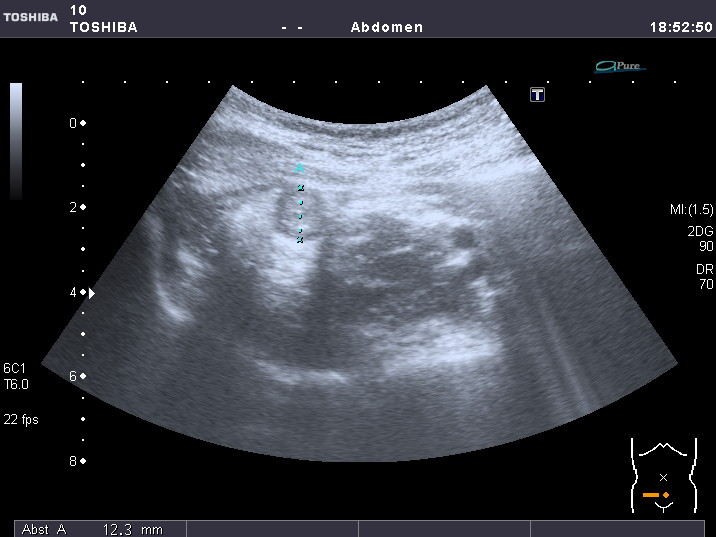 TOSHIBA
10
TOSHIBA
- -
Abdomen
18:52:50
aPure
T
A
0
2
4
6
8
MI:(1.5)
2DG
90
DR
70
6C1
T6.0
22 fps
Abst A 12.3 mm